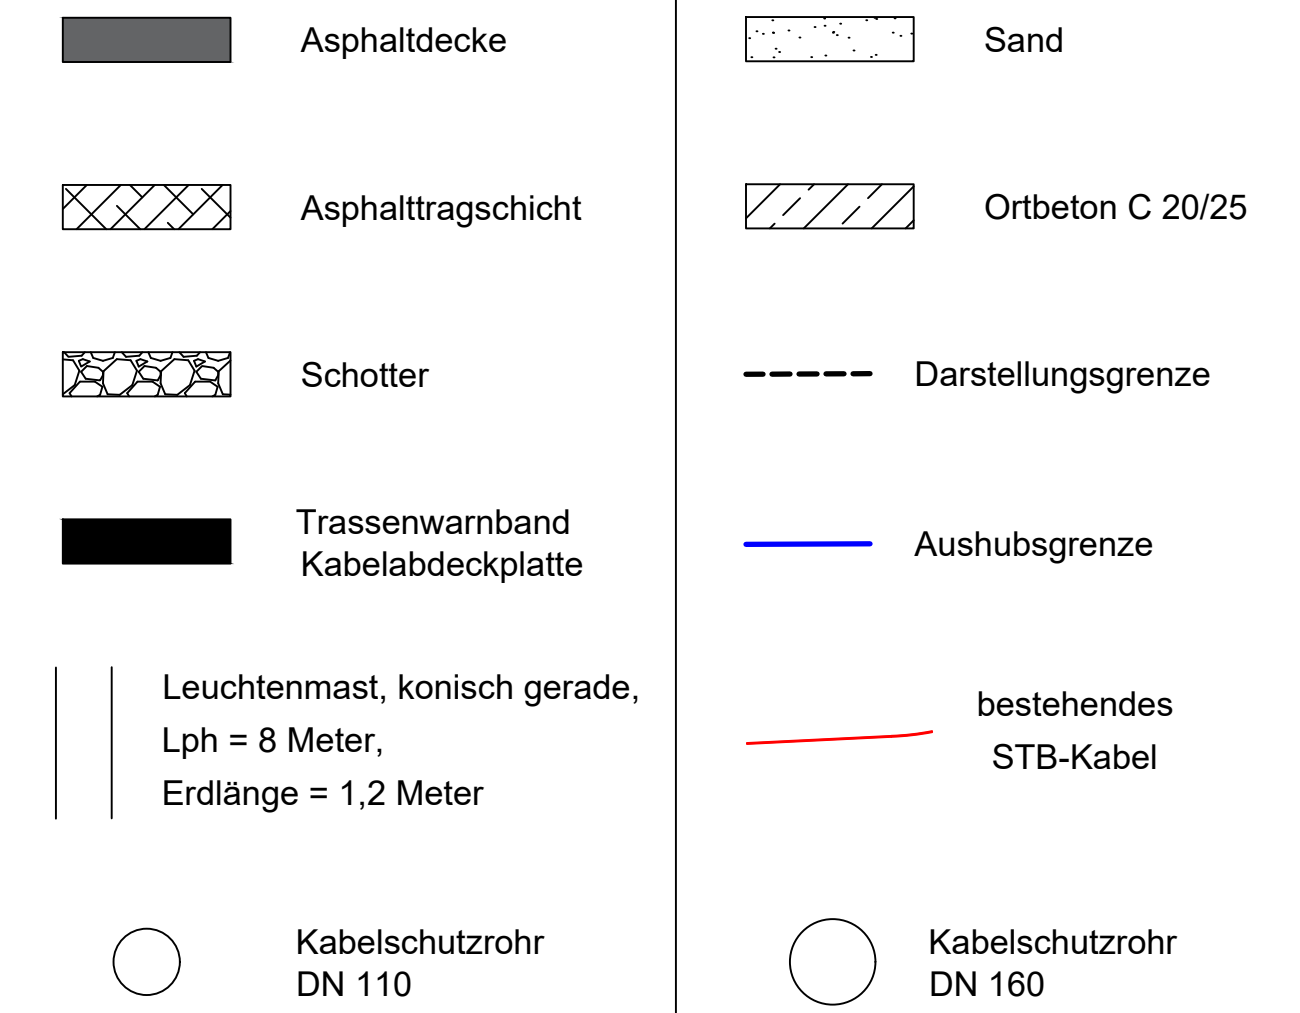 Asphaltdecke
Asphalttragschicht
Schotter
Trassenwarnband
Kabelabdeckplatte
Leuchtenmast, konisch gerade,
Lph = 8 Meter,
Erdlänge = 1,2 Meter
Kabelschutzrohr
DN 110
Sand
Ortbeton C 20/25
Darstellungsgrenze
Aushubsgrenze
bestehendes
STB-Kabel
Kabelschutzrohr
DN 160